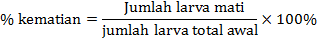 % kematian = Jumlah larva mati / jumlah larva total awal × 100%